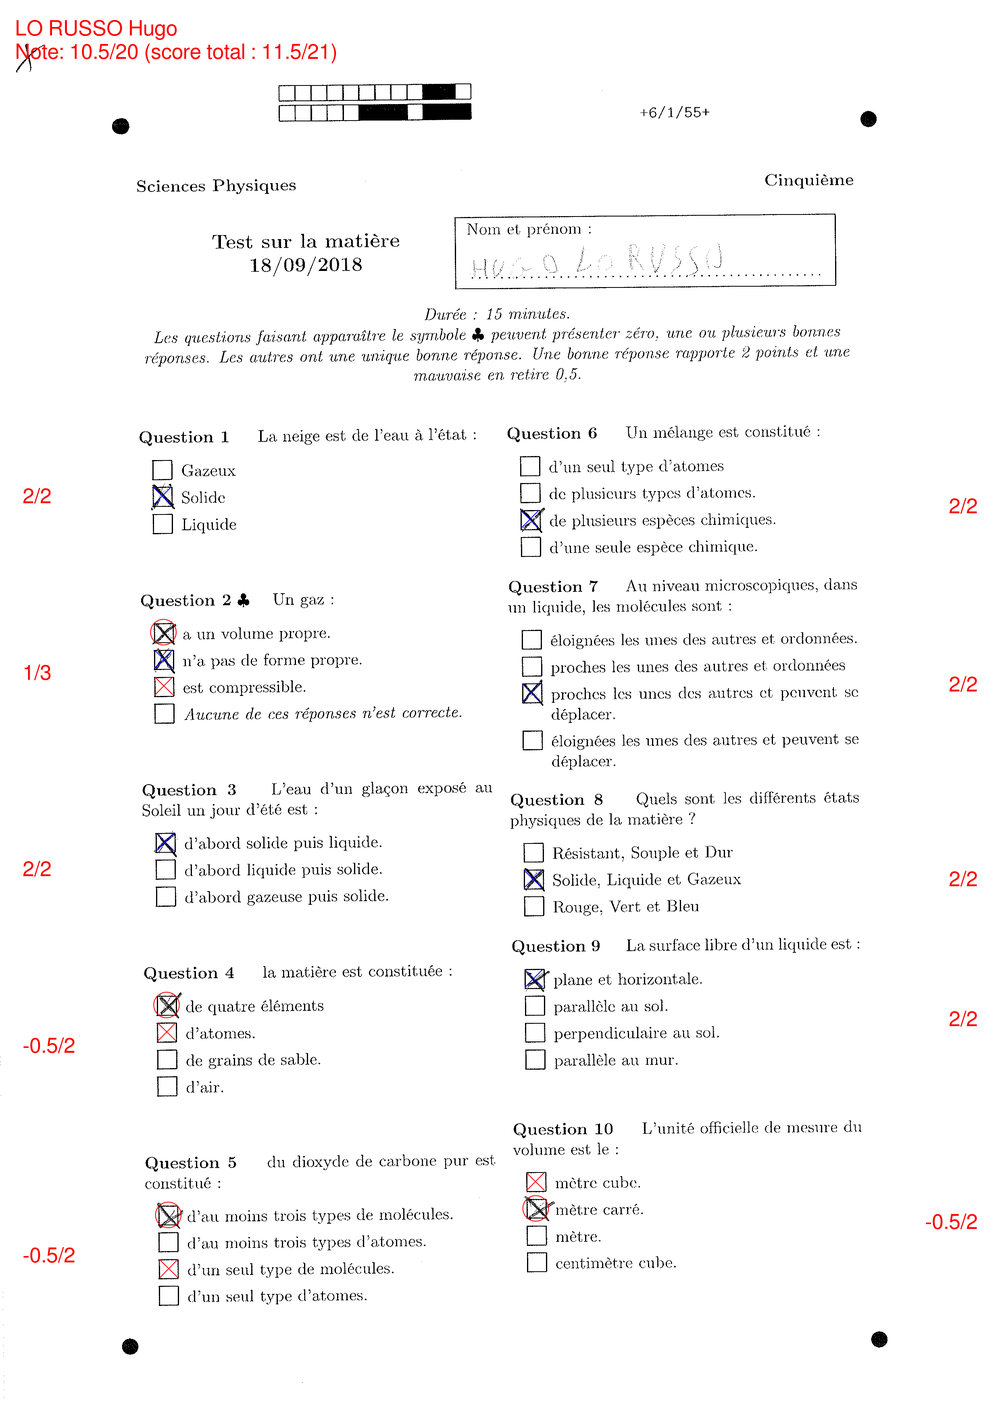 LO RUSSO Hugo
Note: 10.5/20 (score total : 11.5/21)
+6/1/55+
Sciences Physiques
Cinquième
Test sur la matière
18/09/2018
Nom et prénom :
HUGO LO RUSSO
Durée : 15 minutes.
Les questions faisant apparaître le symbole ♣ peuvent présenter zéro, une ou plusieurs bonnes
réponses. Les autres ont une unique bonne réponse. Une bonne réponse rapporte 2 points et une
mauvaise en retire 0,5.
Question 1 La neige est de l'eau à l'état :
Gazeux
2/2
Solide
Liquide
Question 2 ♣ Un gaz :
a un volume propre.
n'a pas de forme propre.
1/3
est compressible.
Aucune de ces réponses n'est correcte.
Question 3 L'eau d'un glaçon exposé au
Soleil un jour d'été est :
d'abord solide puis liquide.
2/2
d'abord liquide puis solide.
d'abord gazeuse puis solide.
Question 4 la matière est constituée :
de quatre éléments
d'atomes.
-0.5/2
de grains de sable.
d'air.
Question 5 du dioxyde de carbone pur est
constitué :
d'au moins trois types de molécules.
d'au moins trois types d'atomes.
-0.5/2
d'un seul type de molécules.
d'un seul type d'atomes.
Question 6 Un mélange est constitué :
d'un seul type d'atomes
de plusieurs types d'atomes.
2/2
de plusieurs espèces chimiques.
d'une seule espèce chimique.
Question 7 Au niveau microscopiques, dans
un liquide, les molécules sont :
éloignées les unes des autres et ordonnées.
proches les unes des autres et ordonnées
2/2
proches les unes des autres et peuvent se
déplacer.
éloignées les unes des autres et peuvent se
déplacer.
Question 8 Quels sont les différents états
physiques de la matière ?
Résistant, Souple et Dur
2/2
Solide, Liquide et Gazeux
Rouge, Vert et Bleu
Question 9 La surface libre d'un liquide est :
plane et horizontale.
parallèle au sol.
2/2
perpendiculaire au sol.
parallèle au mur.
Question 10 L'unité officielle de mesure du
volume est le :
mètre cube.
mètre carré.
-0.5/2
mètre.
centimètre cube.